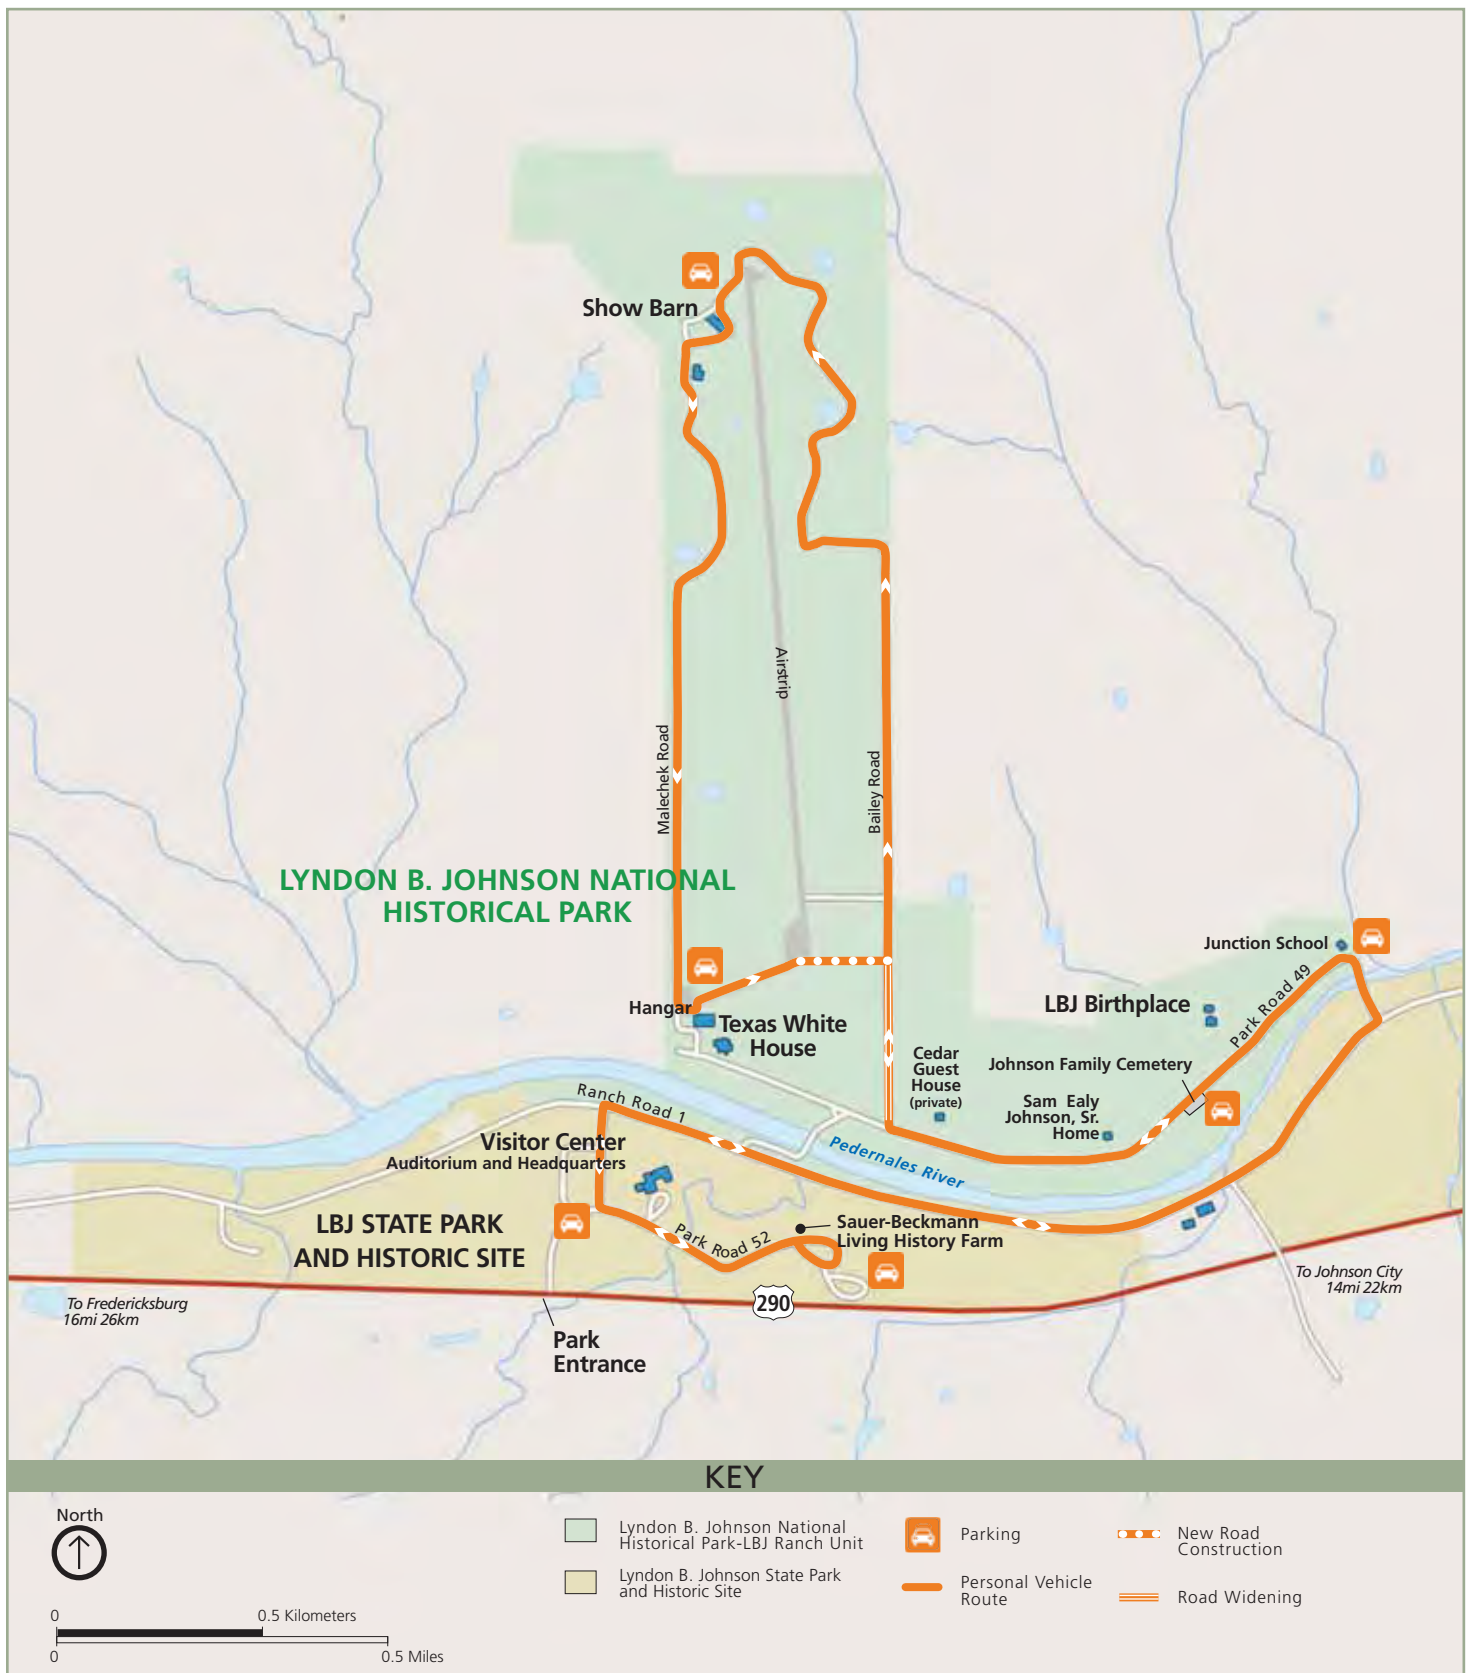 Show Barn
Airstrip
Malechek Road
Bailey Road
LYNDON B. JOHNSON NATIONAL
HISTORICAL PARK
Junction School
Park Road 49
LBJ Birthplace
Hangar
Texas White
House
Cedar
Guest
House
(private)
Johnson Family Cemetery
Sam Ealy
Johnson, Sr.
Home
Ranch Road 1
Visitor Center
Auditorium and Headquarters
Pedernales River
LBJ STATE PARK
AND HISTORIC SITE
Park Road 52
Sauer-Beckmann
Living History Farm
To Johnson City
14mi 22km
To Fredericksburg
16mi 26km
290
Park
Entrance
KEY
North
0 0.5 Kilometers
0 0.5 Miles
Lyndon B. Johnson National
Historical Park-LBJ Ranch Unit
Lyndon B. Johnson State Park
and Historic Site
Parking
Personal Vehicle
Route
New Road
Construction
Road Widening